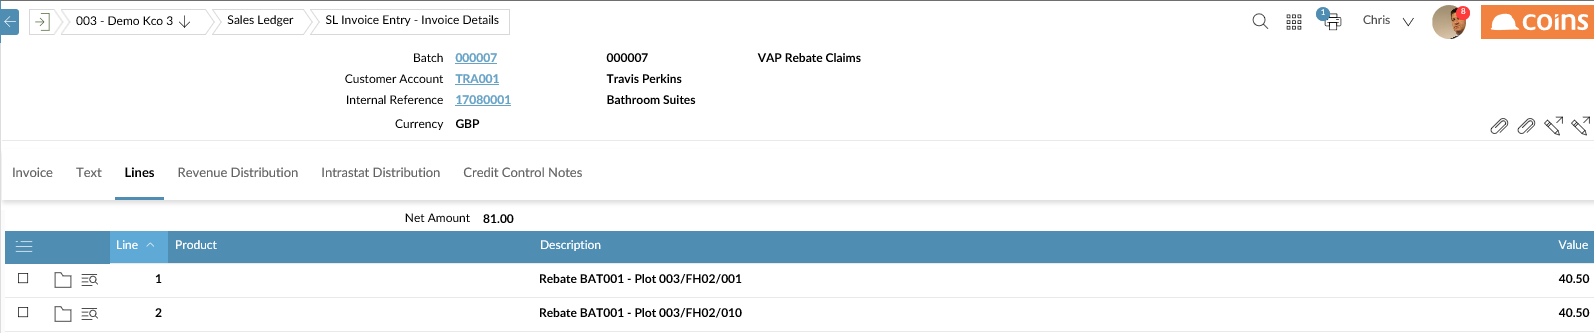 003 - Demo Kco 3 Sales Ledger SL Invoice Entry - Invoice Details 1 Chris 8 coins
Batch 000007 000007 VAP Rebate Claims
Customer Account TRA001 Travis Perkins
Internal Reference 17080001 Bathroom Suites
Currency GBP
Invoice Text Lines Revenue Distribution Intrastat Distribution Credit Control Notes
Net Amount 81.00
Line Product Description Value
1 Rebate BAT001 - Plot 003/FH02/001 40.50
2 Rebate BAT001 - Plot 003/FH02/010 40.50